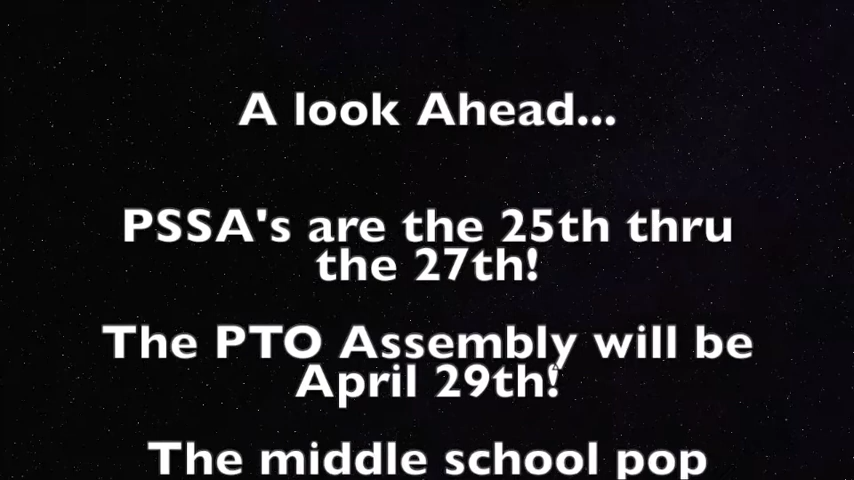 A look Ahead...
PSSA's are the 25th thru
the 27th!
The PTO Assembly will be
April 29th!
The middle school pop